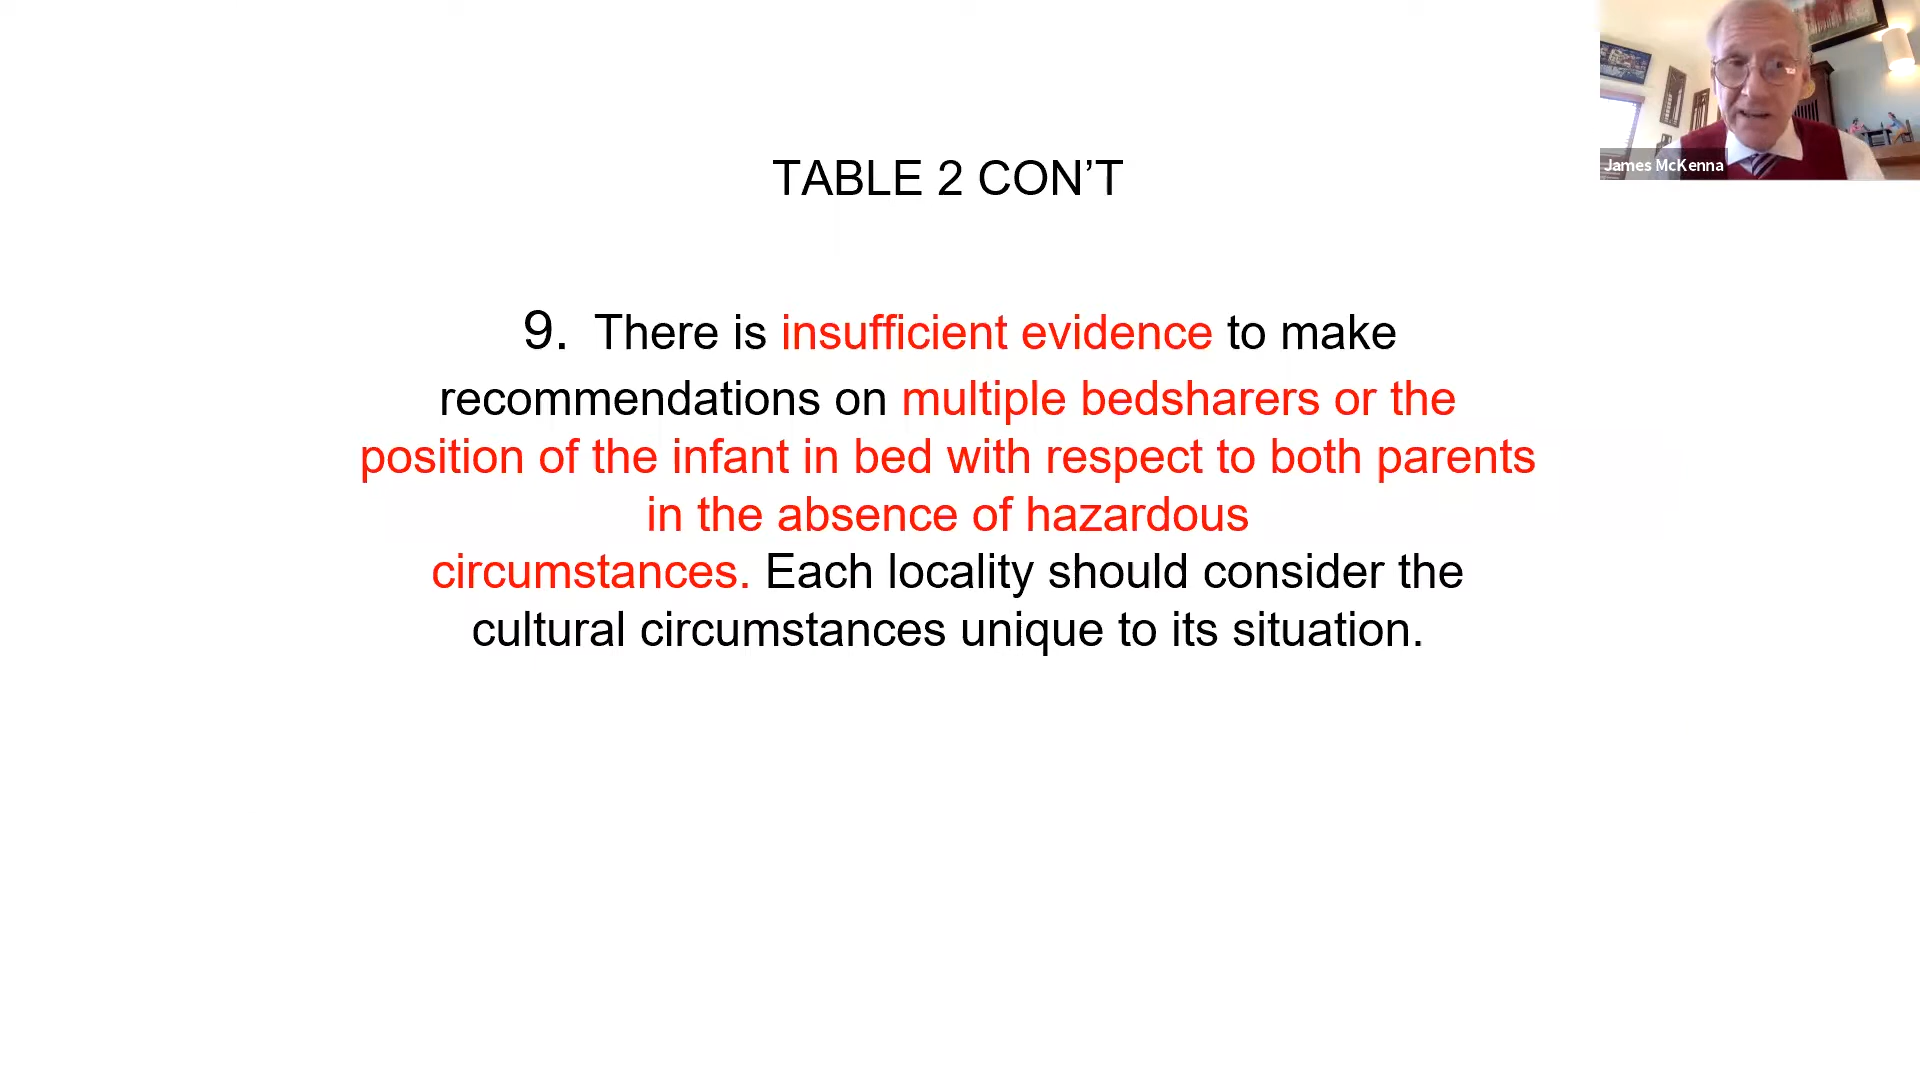 James McKenna
TABLE 2 CON’T
9. There is insufficient evidence to make
recommendations on multiple bedsharers or the
position of the infant in bed with respect to both parents
in the absence of hazardous
circumstances. Each locality should consider the
cultural circumstances unique to its situation.